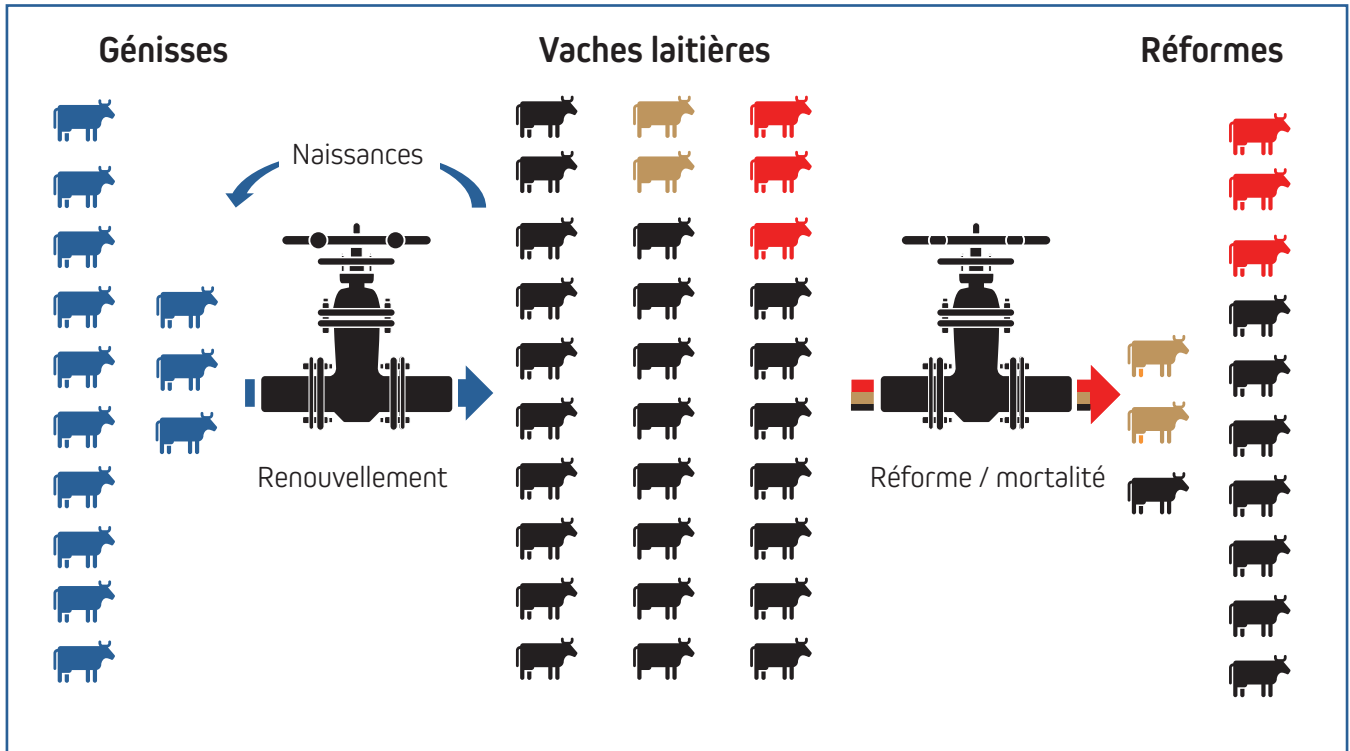 Génisses
Vaches laitières
Réformes
Naissances
Renouvellement
Réforme / mortalité